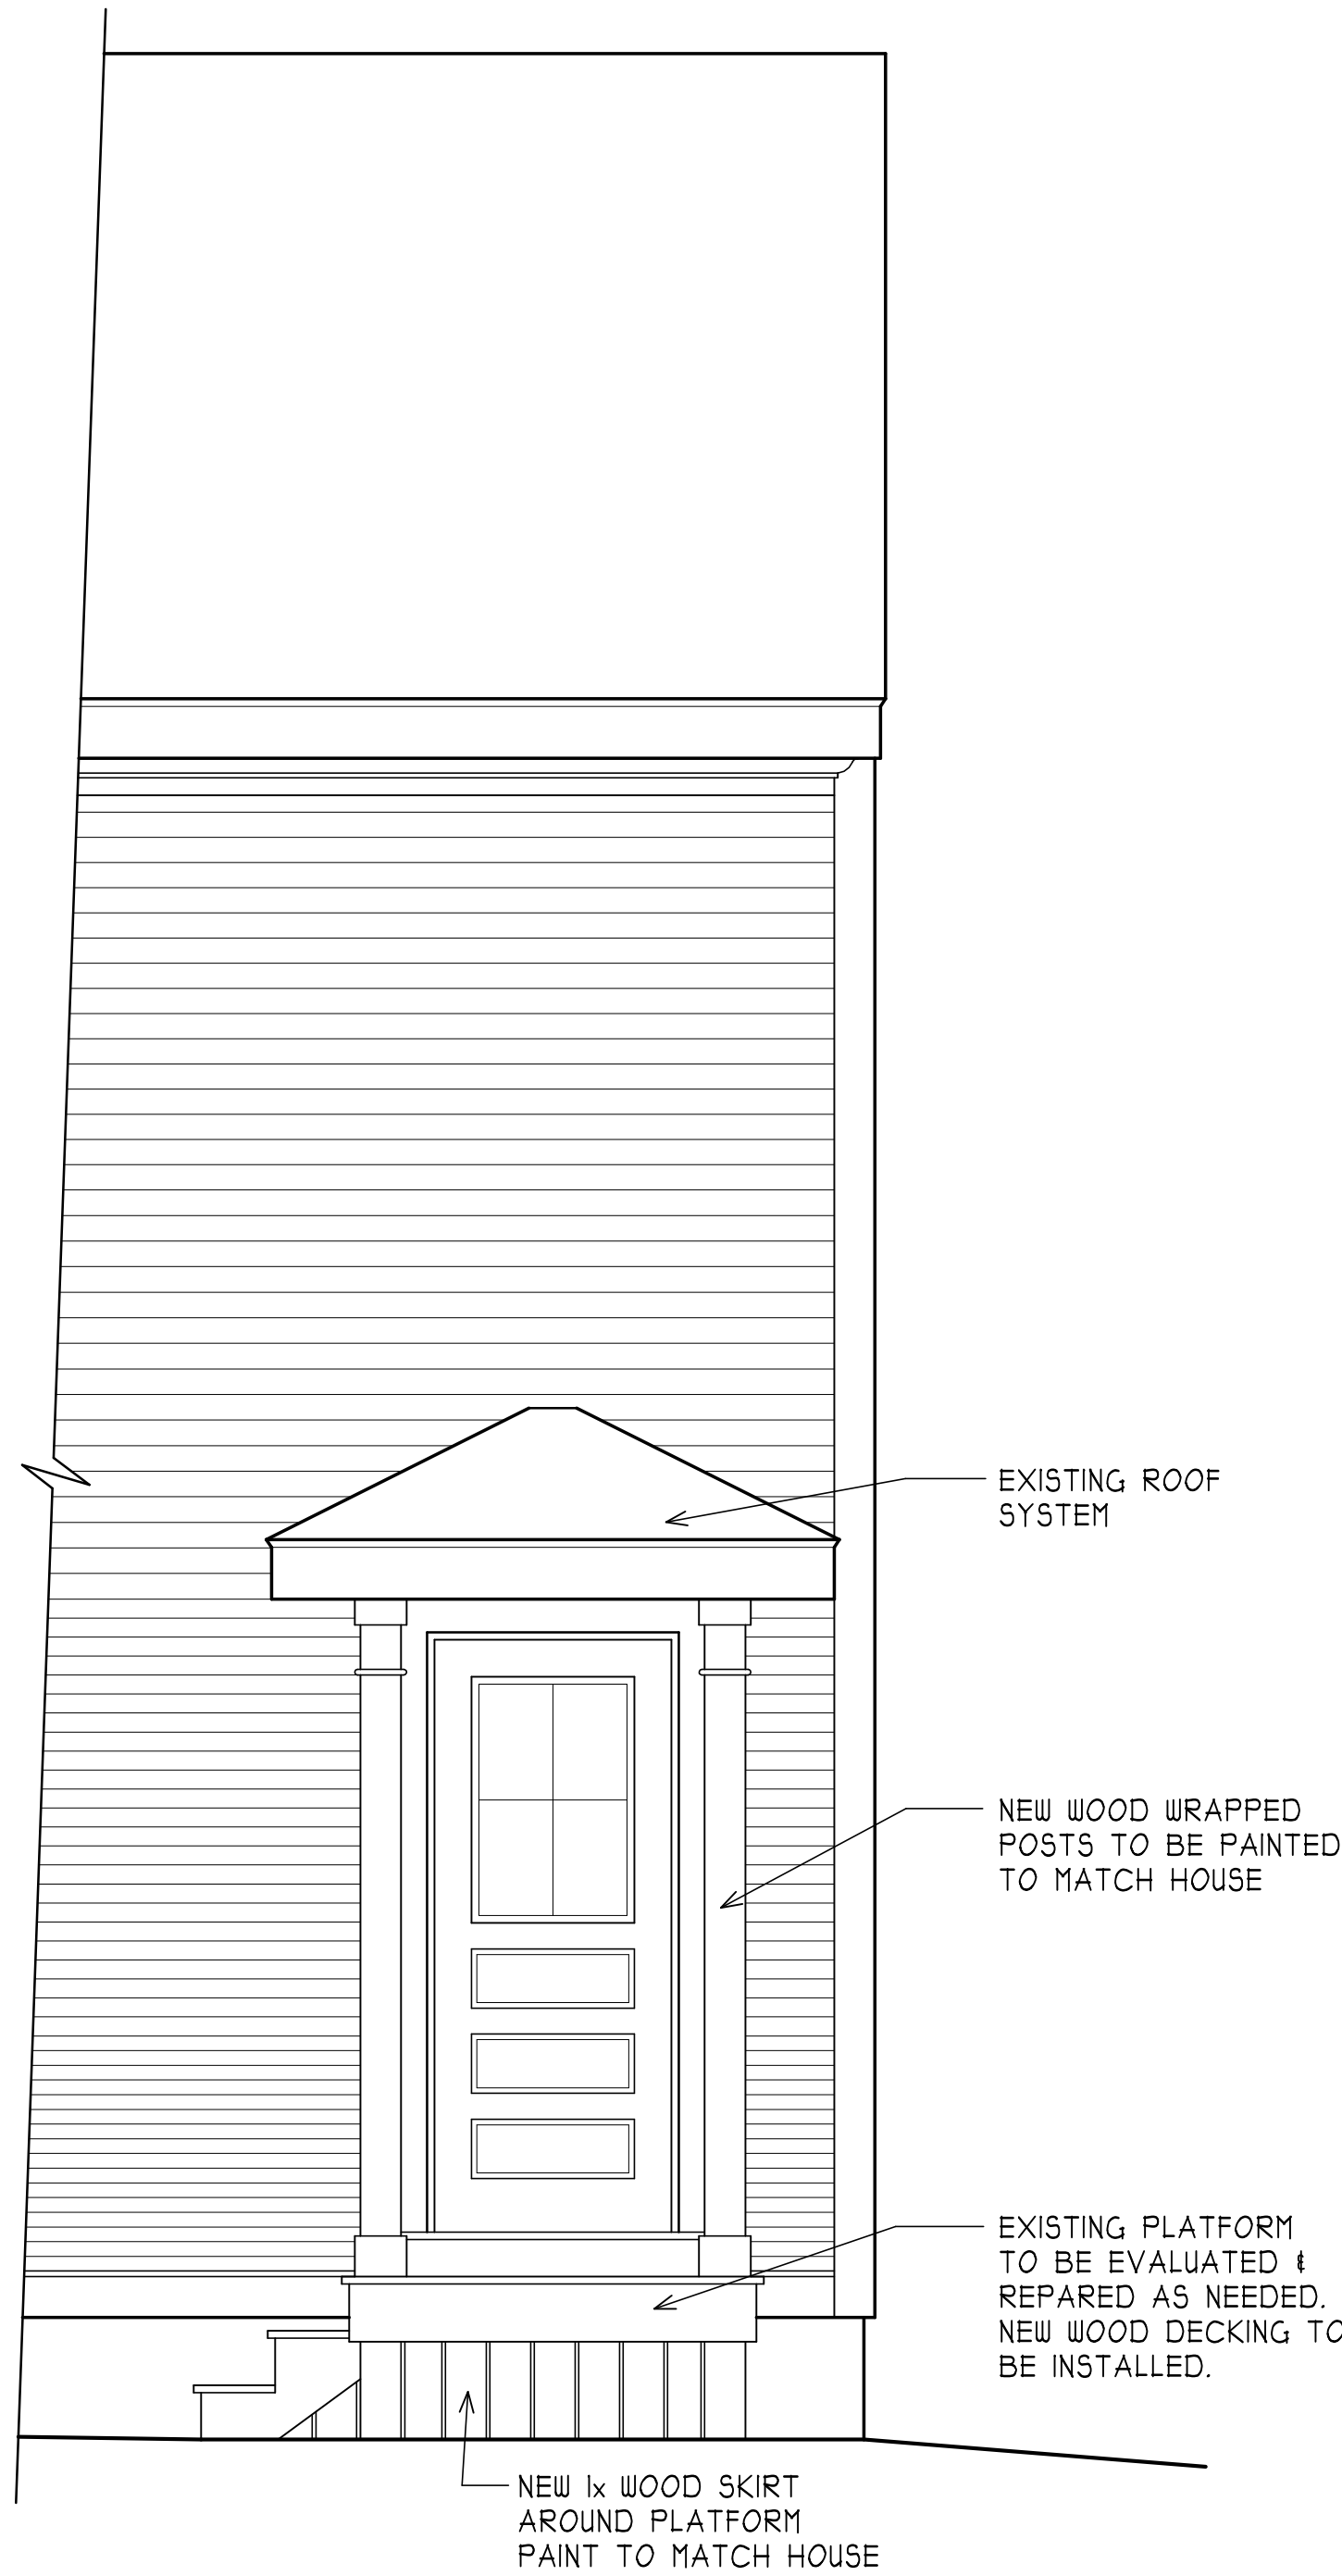 EXISTING ROOF
SYSTEM
NEW WOOD WRAPPED
POSTS TO BE PAINTED
TO MATCH HOUSE
EXISTING PLATFORM
TO BE EVALUATED &
REPARED AS NEEDED.
NEW WOOD DECKING TO
BE INSTALLED.
NEW 1x WOOD SKIRT
AROUND PLATFORM
PAINT TO MATCH HOUSE